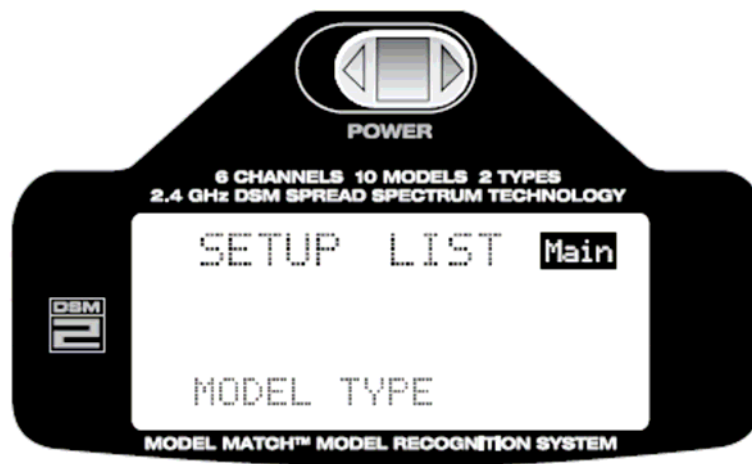 POWER
6 CHANNELS 10 MODELS 2 TYPES
2.4 GHz DSM SPREAD SPECTRUM TECHNOLOGY
SETUP LIST Main
DSM
2
MODEL TYPE
MODEL MATCH™ MODEL RECOGNITION SYSTEM